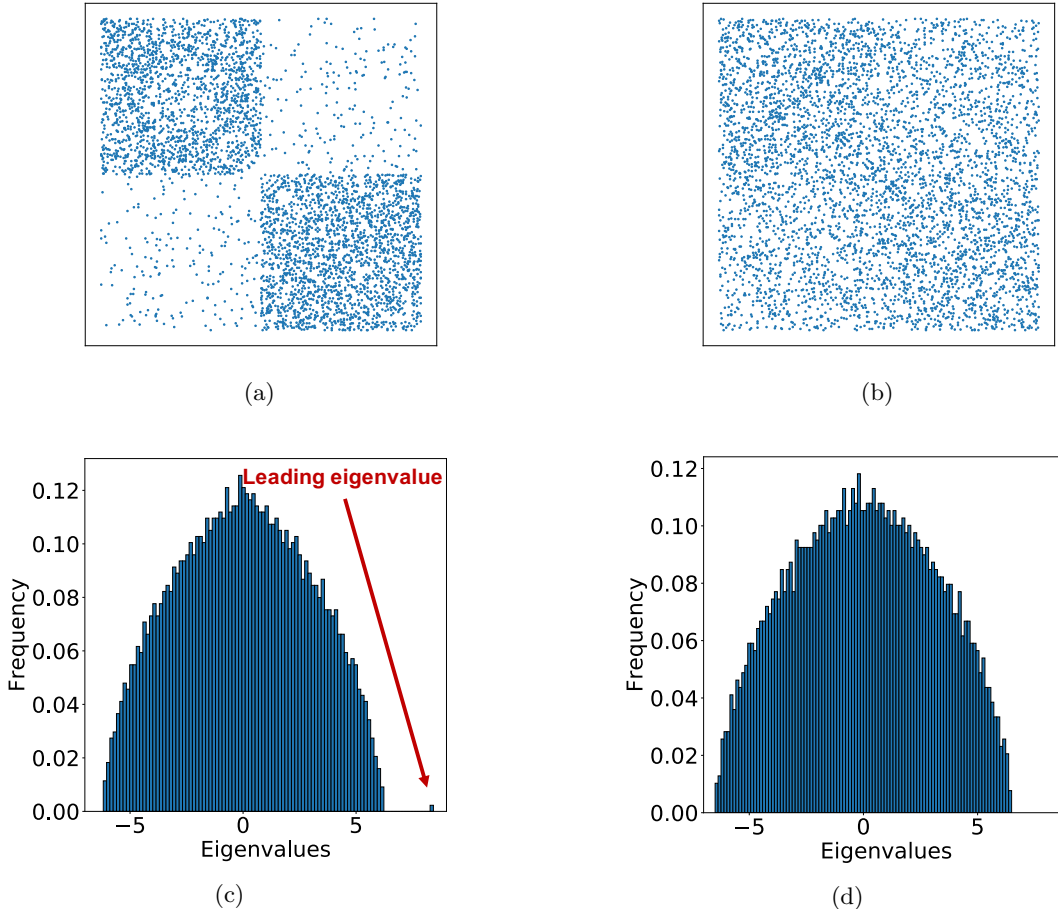 (a)
(b)
Leading eigenvalue
0.12
0.10
0.08
0.06
0.04
0.02
0.00
Frequency
−5 0 5
Eigenvalues
(c)
0.12
0.10
0.08
0.06
0.04
0.02
0.00
Frequency
−5 0 5
Eigenvalues
(d)